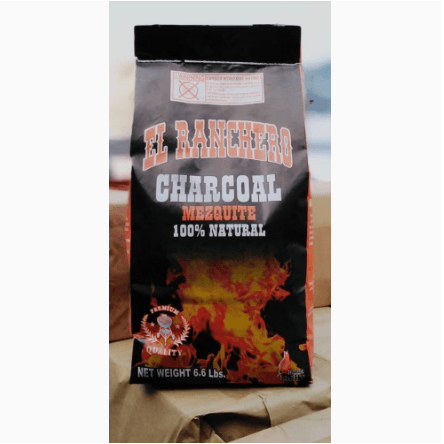 EL RANCHERO
CHARCOAL
MEZQUITE
100% NATURAL
PREMIUM
QUALITY
NET WEIGHT 6.6 Lbs.